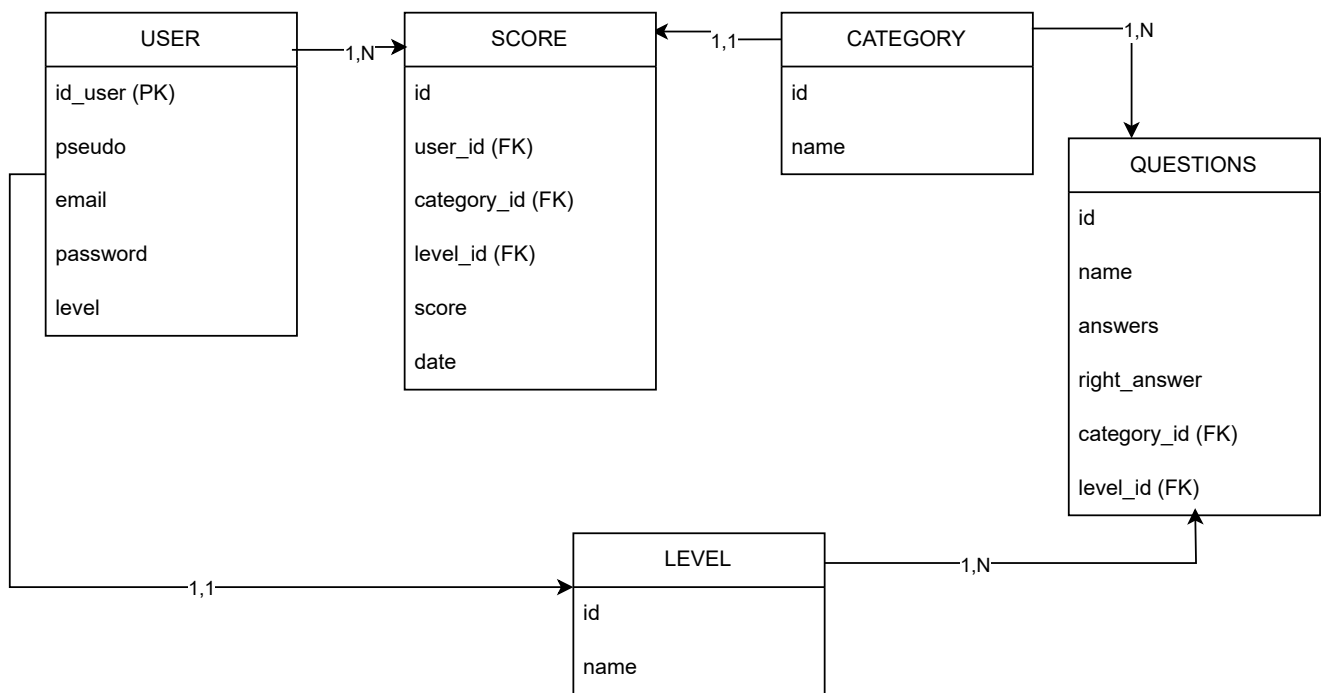 USER
id_user (PK)
pseudo
email
password
level
1,N
SCORE
id
user_id (FK)
category_id (FK)
level_id (FK)
score
date
1,1
CATEGORY
id
name
1,N
QUESTIONS
id
name
answers
right_answer
category_id (FK)
level_id (FK)
1,1
LEVEL
id
name
1,N